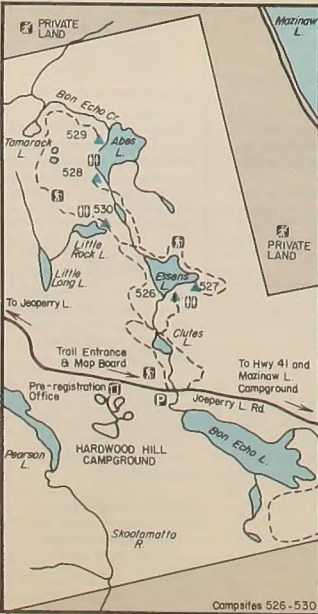 PRIVATE
LAND
Mazinaw
L.
Bon Echo Cr.
529
Abes
L.
Tamarack
L.
528
530
Little
Rock L.
PRIVATE
LAND
Little
Long L.
Essens
L.
526
527
To Joeperry L.
Clutes
L.
Trail Entrance
& Map Board
To Hwy 41 and
Mazinaw L.
Campground
Pre-registration
Office
P
Joeperry L. Rd.
HARDWOOD HILL
CAMPGROUND
Bon Echo L.
Pearson
L.
Skootamatta
R.
Campsites 526-530